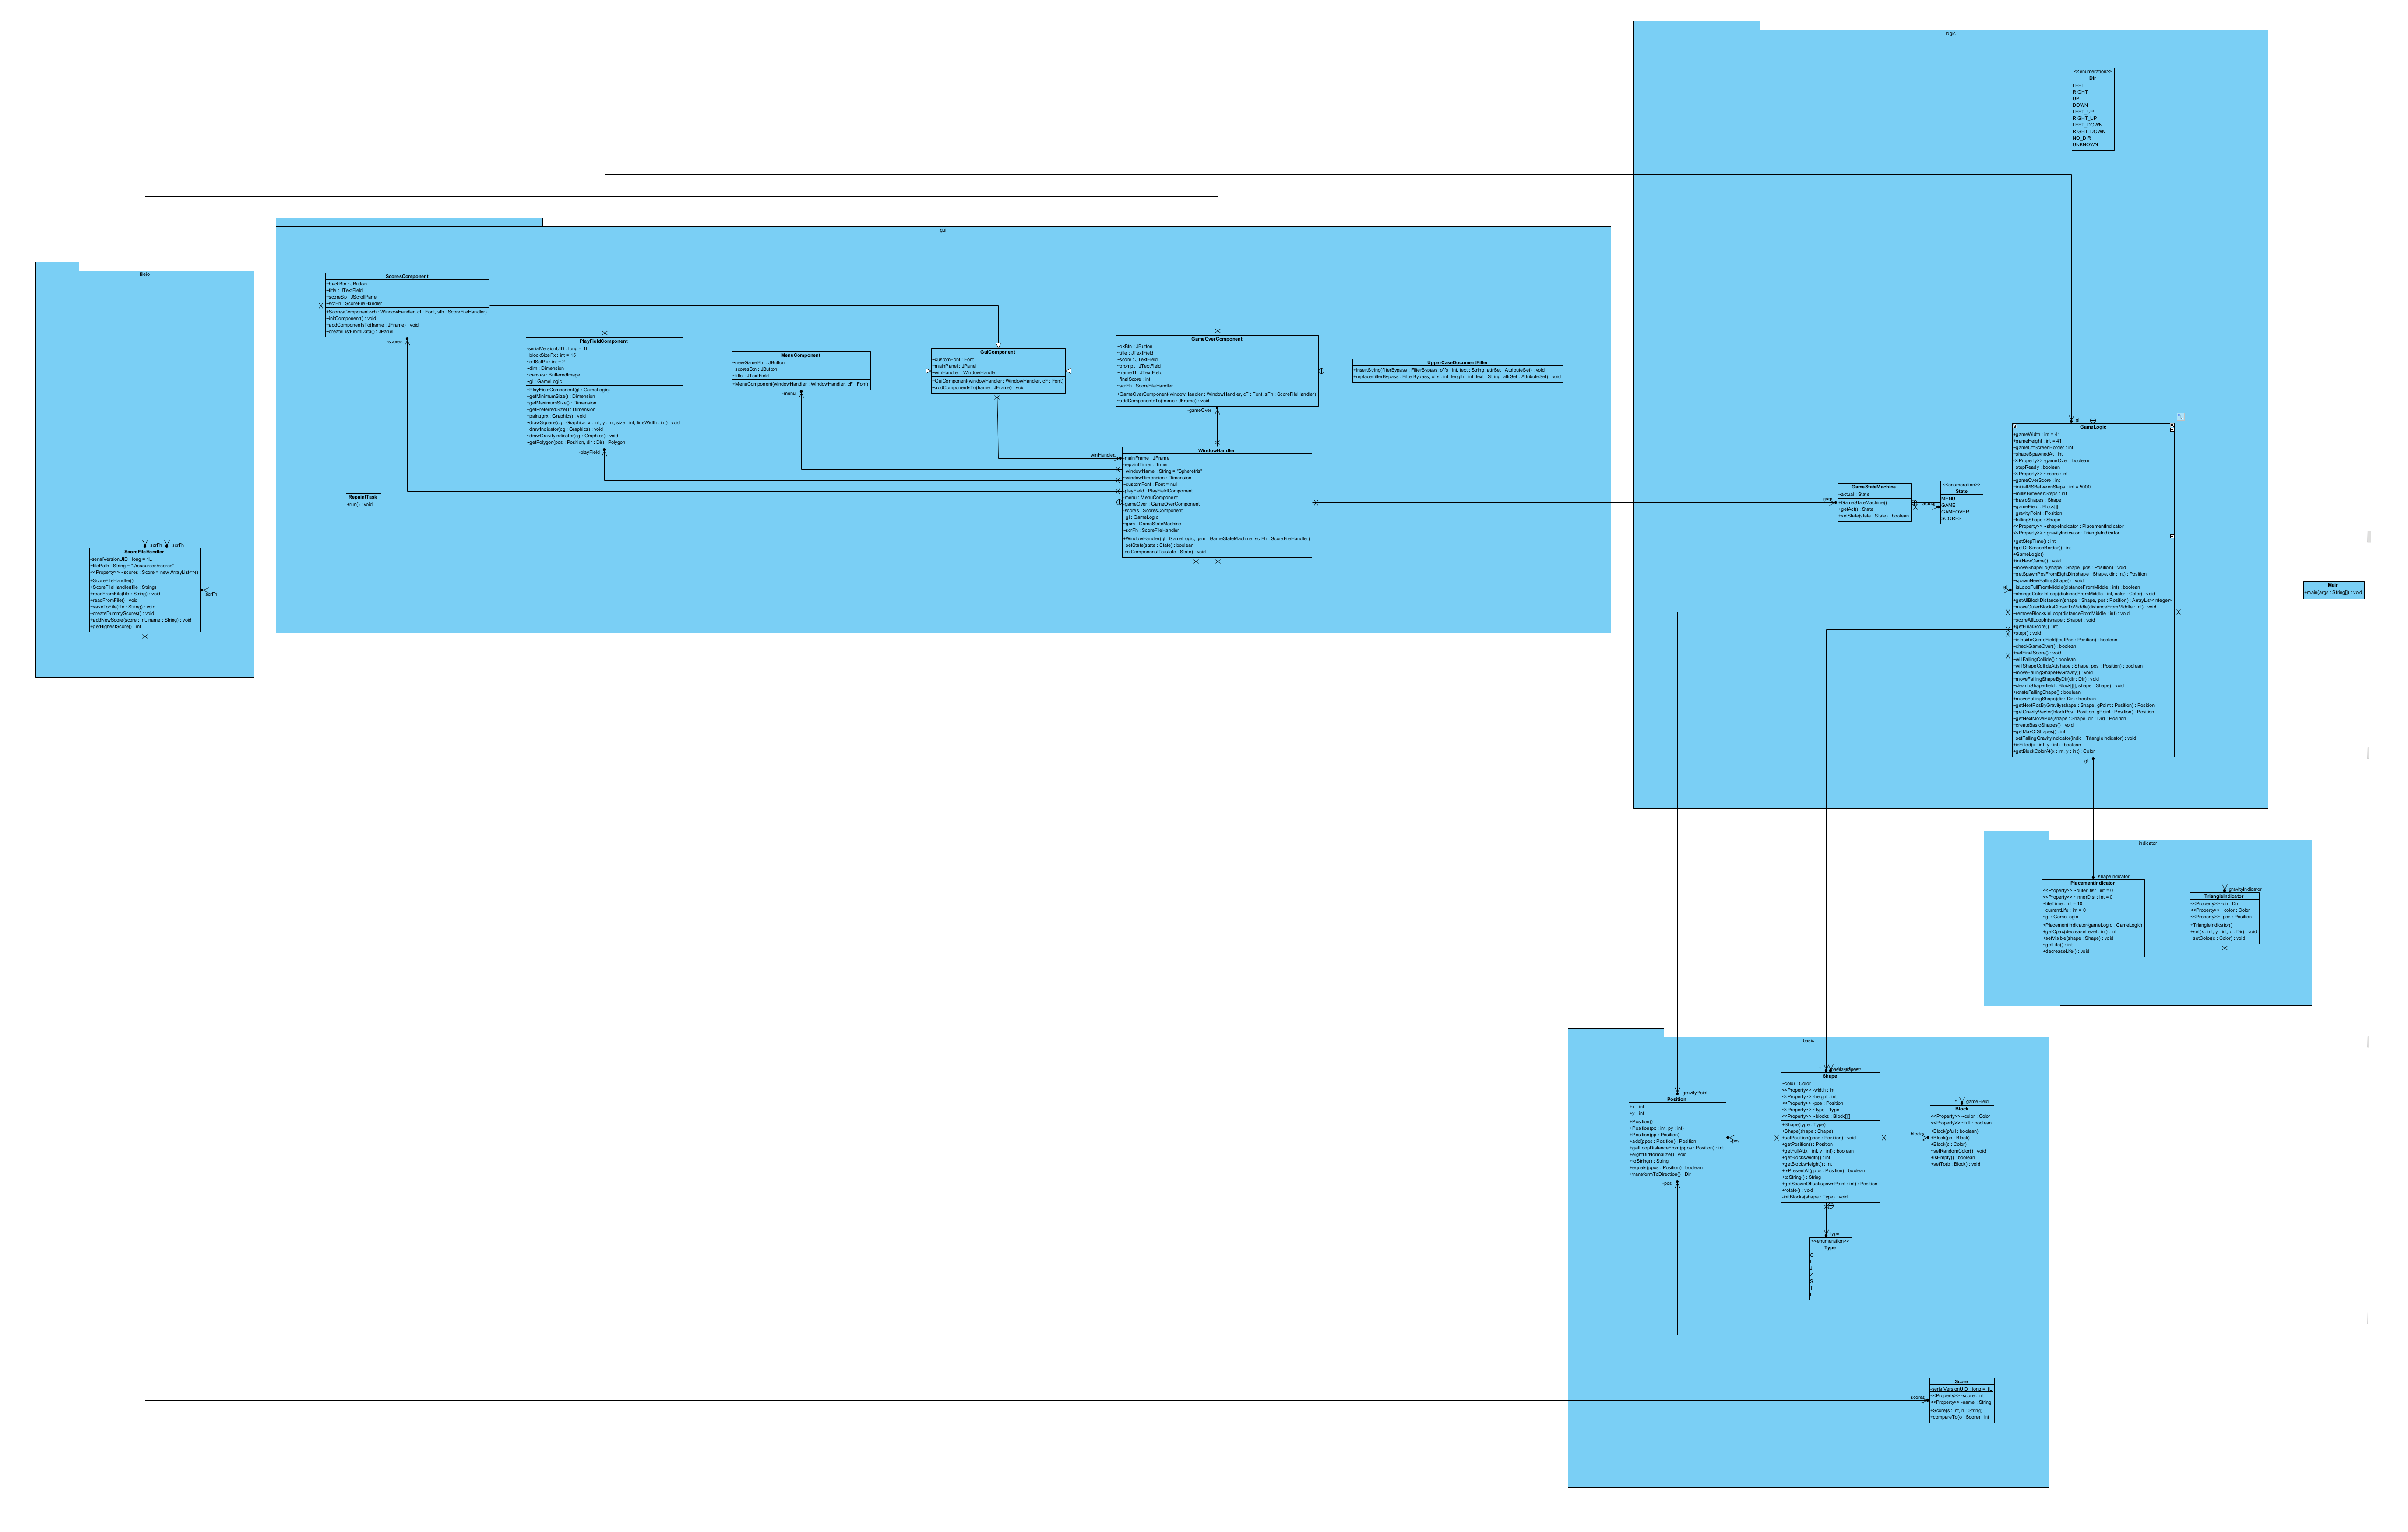 logic
<<enumeration>>
Dir
LEFT
RIGHT
UP
DOWN
LEFT_UP
RIGHT_UP
LEFT_DOWN
RIGHT_DOWN
NO_DIR
UNKNOWN
gui
ScoresComponent
~backBtn : JButton
~title : JTextField
~scoreSp : JScrollPane
~scrFh : ScoreFileHandler
+ScoresComponent(wh : WindowHandler, cf : Font, sfh : ScoreFileHandler)
~initComponent() : void
~addComponentsTo(frame : JFrame) : void
~createListFromData() : JPanel
-scores
PlayFieldComponent
-serialVersionUID : long = 1L
~blockSizePx : int = 15
~offSetPx : int = 2
~dim : Dimension
~canvas : BufferedImage
~gl : GameLogic
+PlayFieldComponent(gl : GameLogic)
+getMinimumSize() : Dimension
+getMaximumSize() : Dimension
+getPreferredSize() : Dimension
+paint(grx : Graphics) : void
~drawSquare(cg : Graphics, x : int, y : int, size : int, lineWidth : int) : void
~drawIndicator(cg : Graphics) : void
~drawGravityIndicator(cg : Graphics) : void
~getPolygon(pos : Position, dir : Dir) : Polygon
-playField
MenuComponent
~newGameBtn : JButton
~scoresBtn : JButton
~title : JTextField
+MenuComponent(windowHandler : WindowHandler, cF : Font)
-menu
GuiComponent
~customFont : Font
~mainPanel : JPanel
~winHandler : WindowHandler
~GuiComponent(windowHandler : WindowHandler, cF : Font)
~addComponentsTo(frame : JFrame) : void
GameOverComponent
~okBtn : JButton
~title : JTextField
~score : JTextField
~prompt : JTextField
~nameTf : JTextField
~finalScore : int
~scrFh : ScoreFileHandler
+GameOverComponent(windowHandler : WindowHandler, cF : Font, sFh : ScoreFileHandler)
~addComponentsTo(frame : JFrame) : void
-gameOver
UpperCaseDocumentFilter
+insertString(filterBypass : FilterBypass, offs : int, text : String, attrSet : AttributeSet) : void
+replace(filterBypass : FilterBypass, offs : int, length : int, text : String, attrSet : AttributeSet) : void
WindowHandler
~mainFrame : JFrame
~repaintTimer : Timer
~windowName : String = "Spheretris"
~windowDimension : Dimension
~customFont : Font = null
-playField : PlayFieldComponent
-menu : MenuComponent
-gameOver : GameOverComponent
-scores : ScoresComponent
~gl : GameLogic
~gsm : GameStateMachine
~scrFh : ScoreFileHandler
+WindowHandler(gl : GameLogic, gsm : GameStateMachine, scrFh : ScoreFileHandler)
~setState(state : State) : boolean
-setComponensTo(state : State) : void
RepaintTask
+run() : void
scrFh
scrFh
ScoreFileHandler
-serialVersionUID : long = 1L
~filePath : String = "./resources/scores"
<<Property>> ~scores : Score = new ArrayList<>()
+ScoreFileHandler()
+ScoreFileHandler(file : String)
+readFromFile(file : String)
+readFromFile() : void
~saveToFile(file : String) : void
~createDummyScores() : void
+addNewScore(score : int, name : String) : void
+getHighestScore() : int
scrFh
gsm
GameStateMachine
~actual : State
+GameStateMachine()
+getAct() : State
+setState(state : State) : boolean
actual
<<enumeration>>
State
MENU
GAME
GAMEOVER
SCORES
gl
gl
GameLogic
+gameWidth : int = 41
+gameHeight : int = 41
~gameOffScreenBorder : int
~shapeSpawnedAt : int
<<Property>> -gameOver : boolean
~stepReady : boolean
<<Property>> ~score : int
~gameOverScore : int
~initialMSBetweenSteps : int = 5000
~millisBetweenSteps : int
~basicShapes : Shape
~gameField : Block[][]
~gravityPoint : Position
~fallingShape : Shape
<<Property>> ~shapeIndicator : PlacementIndicator
<<Property>> ~gravityIndicator : TriangleIndicator
+getStepTime() : int
+getOffScreenBorder() : int
+GameLogic()
+initNewGame() : void
~moveShapeTo(shape : Shape, pos : Position) : void
~getSpawnPosFromEightDir(shape : Shape, dir : int) : Position
~spawnNewFallingShape() : void
~isLoopFullFromMiddle(distanceFromMiddle : int) : boolean
~changeColorInLoop(distanceFromMiddle : int, color : Color) : void
~getAllBlockDistanceIn(shape : Shape, pos : Position) : ArrayList<Integer>
~moveOuterBlocksCloserToMiddle(distanceFromMiddle : int) : void
~removeBlocksInLoop(distanceFromMiddle : int) : void
~scoreAllLoopIn(shape : Shape) : void
+getFinalScore() : int
+step() : void
~isInsideGameField(testPos : Position) : boolean
~checkGameOver() : boolean
+setFinalScore() : void
~willFallingCollide() : boolean
~willShapeCollideAt(shape : Shape, pos : Position) : boolean
~moveFallingShapeByGravity() : void
~moveFallingShapeByDir(dir : Dir) : void
~clearInShape(field : Block[][], shape : Shape) : void
+rotateFallingShape() : boolean
+moveFallingShape(dir : Dir) : boolean
~getNextPosByGravity(shape : Shape, gPoint : Position) : Position
~getGravityVector(blockPos : Position, gPoint : Position) : Position
~getNextMovePos(shape : Shape, dir : Dir) : Position
~createBasicShapes() : void
~getMaxOfShapes() : int
~setFallingGravityIndicator(indic : TriangleIndicator) : void
+isFilled(x : int, y : int) : boolean
+getBlockColorAt(x : int, y : int) : Color
gl
Main
+main(args : String[]) : void
indicator
shapeIndicator
PlacementIndicator
<<Property>> ~outerDist : int = 0
<<Property>> ~innerDist : int = 0
~lifeTime : int = 10
~currentLife : int = 0
~gl : GameLogic
+PlacementIndicator(gameLogic : GameLogic)
+getOpac(decreaseLevel : int) : int
+setVisible(shape : Shape) : void
~getLife() : int
+decreaseLife() : void
gravityIndicator
TriangleIndicator
<<Property>> -dir : Dir
<<Property>> ~color : Color
<<Property>> -pos : Position
+TriangleIndicator()
+set(x : int, y : int, d : Dir) : void
~setColor(c : Color) : void
basic
gravityPoint
Position
+x : int
+y : int
+Position()
+Position(px : int, py : int)
+Position(pp : Position)
+add(ppos : Position) : Position
+getLoopDistanceFrom(ppos : Position) : int
+eightDirNormalize() : void
+toString() : String
+equals(ppos : Position) : boolean
+transformToDirection() : Dir
-pos
-pos
*
Shape
~color : Color
<<Property>> -width : int
<<Property>> -height : int
<<Property>> -pos : Position
<<Property>> ~type : Type
<<Property>> ~blocks : Block[][]
+Shape(type : Type)
+Shape(shape : Shape)
+setPosition(ppos : Position) : void
+getPosition() : Position
+getFullAt(x : int, y : int) : boolean
+getBlocksWidth() : int
+getBlocksHeight() : int
+isPresentAt(ppos : Position) : boolean
+toString() : String
+getSpawnOffset(spawnPoint : int) : Position
+rotate() : void
-initBlocks(shape : Type) : void
blocks
*
gameField
Block
<<Property>> ~color : Color
<<Property>> ~full : boolean
+Block(pfull : boolean)
+Block(pb : Block)
+Block(c : Color)
~setRandomColor() : void
+isEmpty() : boolean
+setTo(b : Block) : void
type
<<enumeration>>
Type
O
L
J
Z
S
T
I
scores
Score
-serialVersionUID : long = 1L
<<Property>> -score : int
<<Property>> -name : String
+Score(s : int, n : String)
+compareTo(o : Score) : int